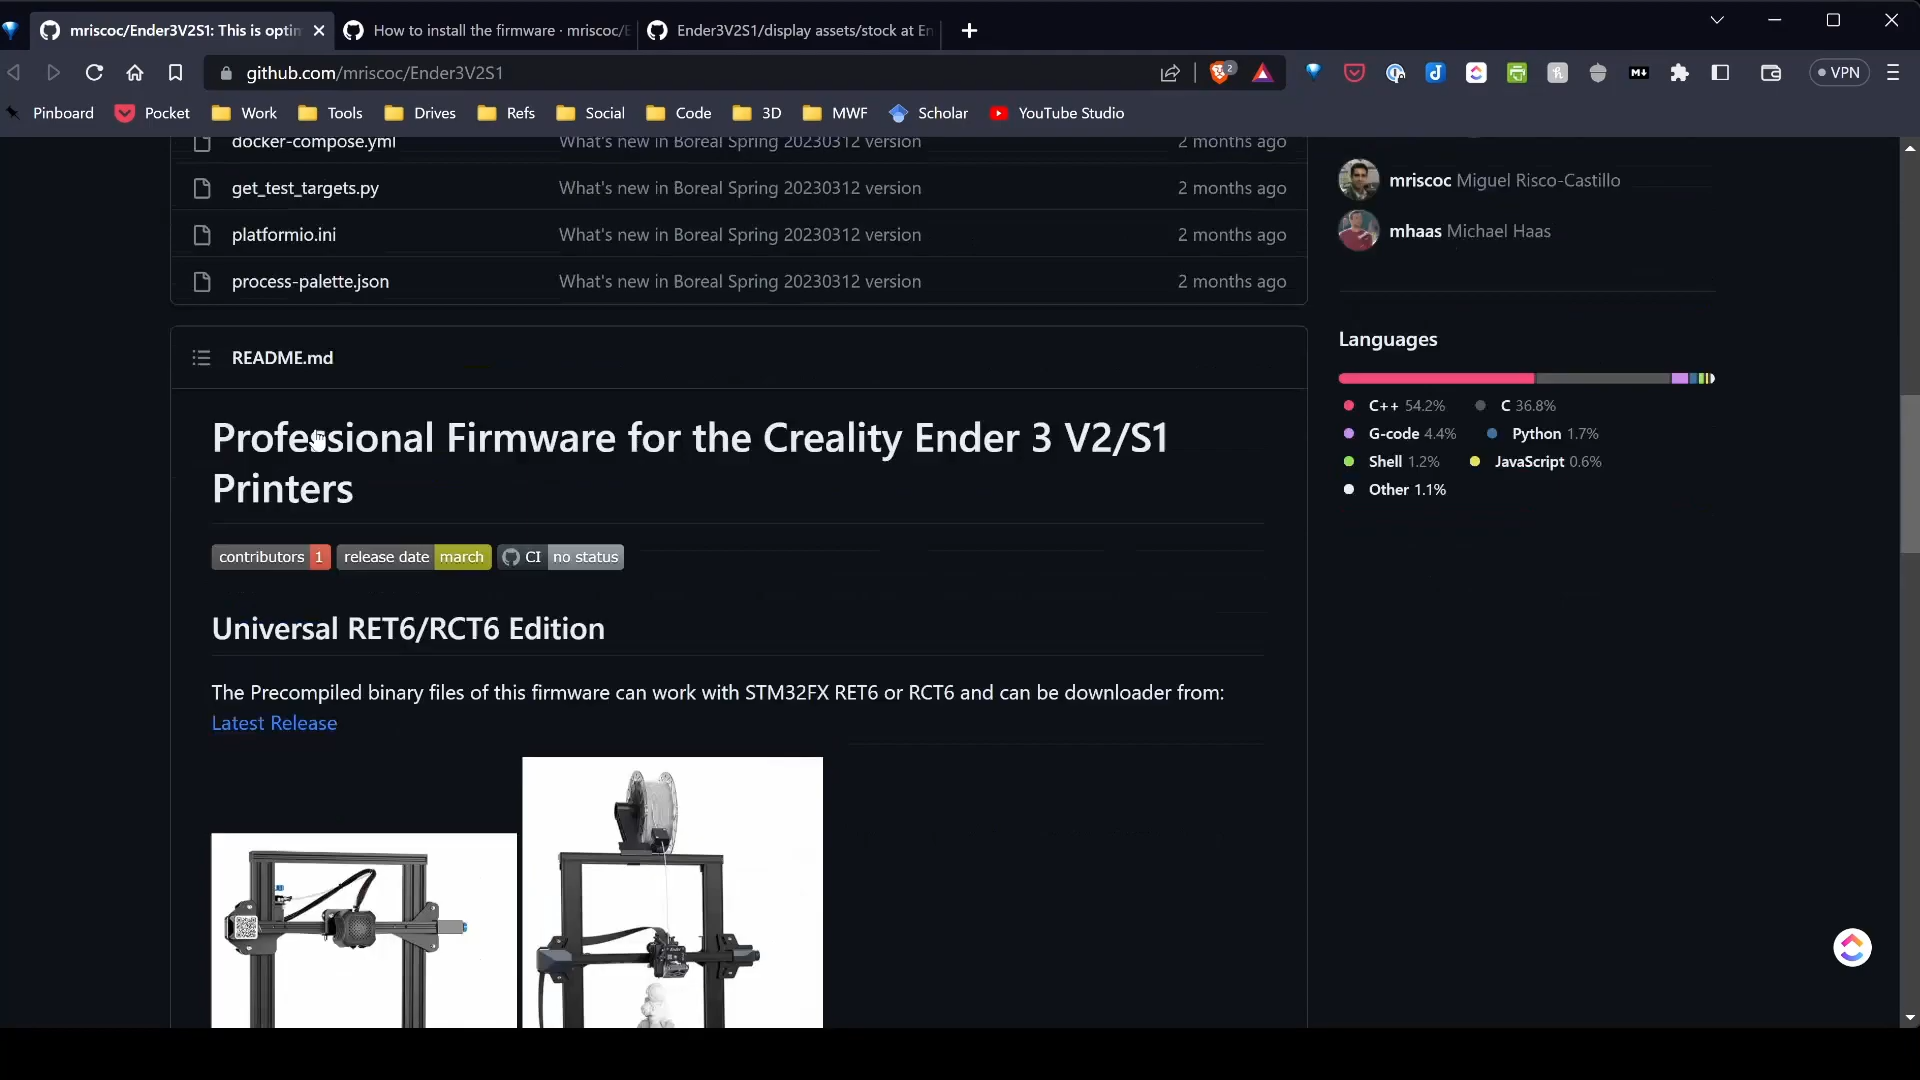 mriscoc/Ender3V2S1: This is optin
How to install the firmware · mriscoc/E
Ender3V2S1/display assets/stock at En
github.com/mriscoc/Ender3V2S1
2
VPN
Pinboard
Pocket
Work
Tools
Drives
Refs
Social
Code
3D
MWF
Scholar
YouTube Studio
docker-compose.yml What's new in Boreal Spring 20230312 version 2 months ago
get_test_targets.py What's new in Boreal Spring 20230312 version 2 months ago
platformio.ini What's new in Boreal Spring 20230312 version 2 months ago
process-palette.json What's new in Boreal Spring 20230312 version 2 months ago
mriscoc Miguel Risco-Castillo
mhaas Michael Haas
Languages
C++ 54.2% C 36.8%
G-code 4.4% Python 1.7%
Shell 1.2% JavaScript 0.6%
Other 1.1%
README.md
Professional Firmware for the Creality Ender 3 V2/S1
Printers
contributors 1 release date march CI no status
Universal RET6/RCT6 Edition
The Precompiled binary files of this firmware can work with STM32FX RET6 or RCT6 and can be downloader from:
Latest Release